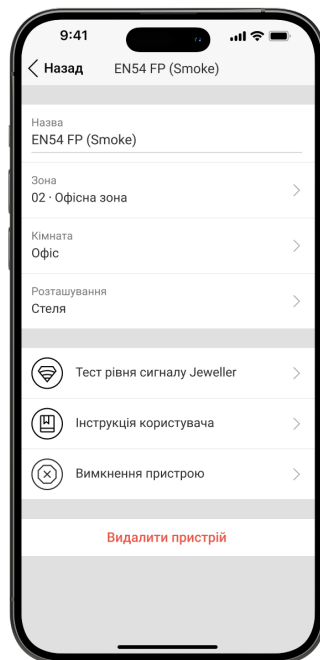 9:41
Назад
EN54 FP (Smoke)
Назва
EN54 FP (Smoke)
Зона
02 · Офісна зона
Кімната
Офіс
Розташування
Стеля
Тест рівня сигналу Jeweller
Інструкція користувача
Вимкнення пристрою
Видалити пристрій